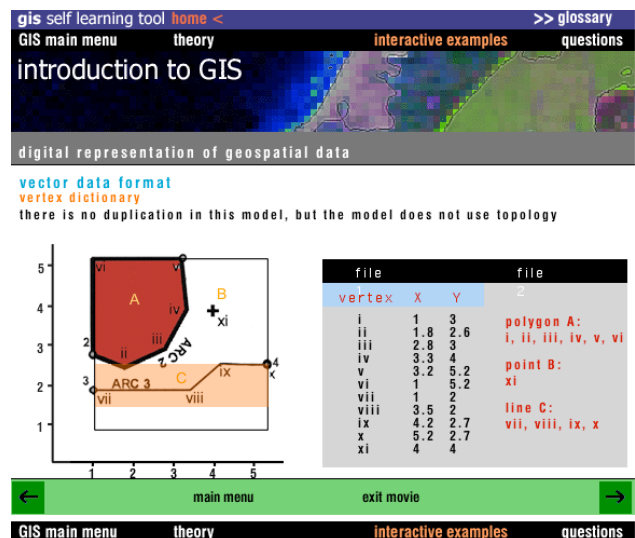 gis self learning tool home < >> glossary
GIS main menu theory interactive examples questions
introduction to GIS
digital representation of geospatial data
vector data format
vertex dictionary
there is no duplication in this model, but the model does not use topology
5
4
3
2
1
1 2 3 4 5
vi v
A
B
iv
xi
2
iii
ii
ARC 2
4
3
ARC 3
C
ix
x
vii
viii
file 1
vertex X Y
i 1 3
ii 1.8 2.6
iii 2.8 3
iv 3.3 4
v 3.2 5.2
vi 1 5.2
vii 1 2
viii 3.5 2
ix 4.2 2.7
x 5.2 2.7
xi 4 4
file
2
polygon A:
i, ii, iii, iv, v, vi
point B:
xi
line C:
vii, viii, ix, x
← main menu exit movie →
GIS main menu theory interactive examples questions